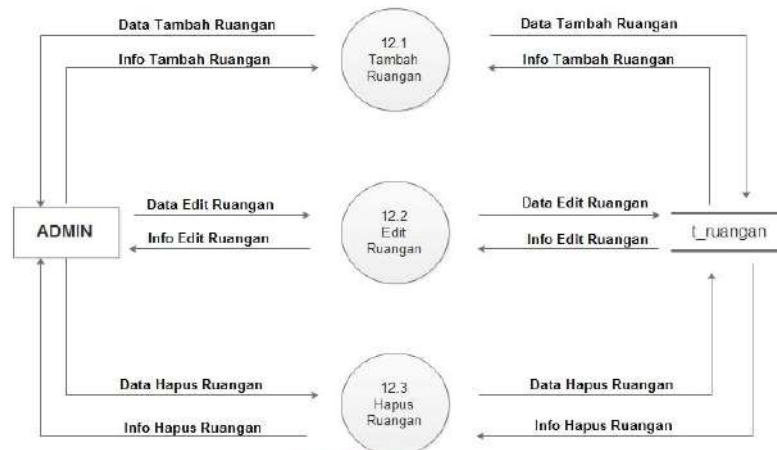 Data Tambah Ruangan
Info Tambah Ruangan
12.1
Tambah
Ruangan
Data Tambah Ruangan
Info Tambah Ruangan
ADMIN
Data Edit Ruangan
Info Edit Ruangan
12.2
Edit
Ruangan
Data Edit Ruangan
Info Edit Ruangan
t_ruangan
Data Hapus Ruangan
Info Hapus Ruangan
12.3
Hapus
Ruangan
Data Hapus Ruangan
Info Hapus Ruangan